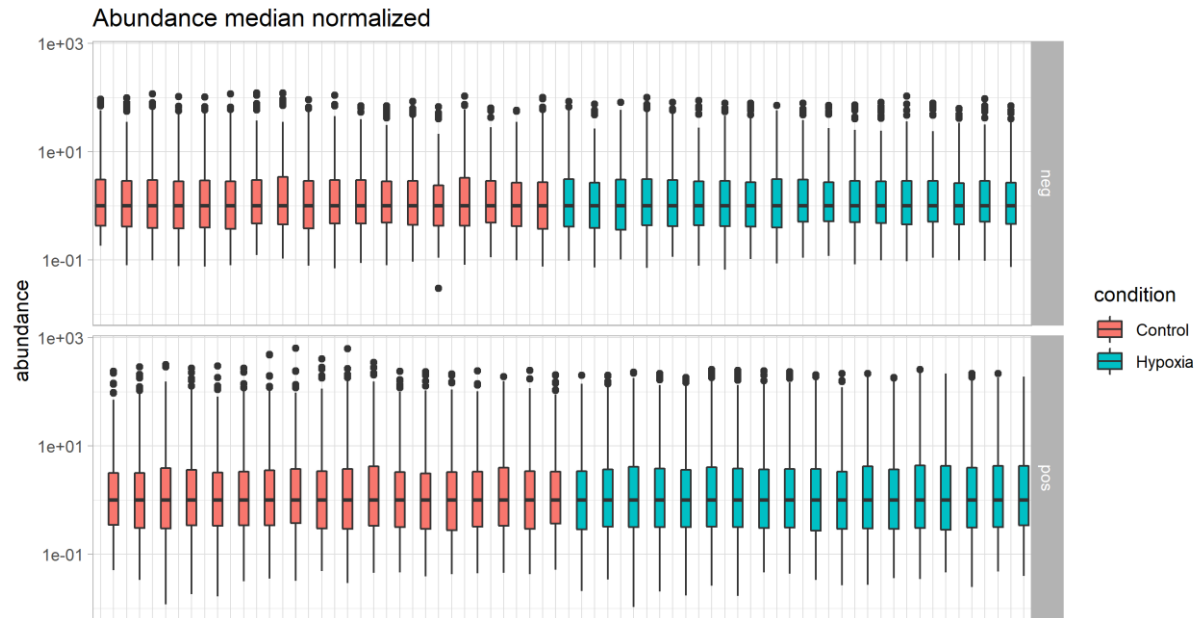 Abundance median normalized
1e+03
1e+01
1e-01
neg
abundance
1e+03
1e+01
1e-01
pos
condition
Control
Hypoxia